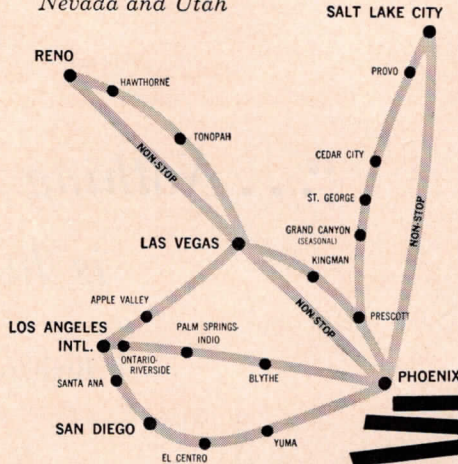 Nevada and Utah
SALT LAKE CITY
RENO
PROVO
HAWTHORNE
TONOPAH
NON-STOP
CEDAR CITY
ST. GEORGE
NON-STOP
GRAND CANYON
(SEASONAL)
LAS VEGAS
KINGMAN
NON-STOP
APPLE VALLEY
PRESCOTT
LOS ANGELES
INTL.
PALM SPRINGS-
INDIO
ONTARIO-
RIVERSIDE
BLYTHE
PHOENIX
SANTA ANA
SAN DIEGO
YUMA
EL CENTRO